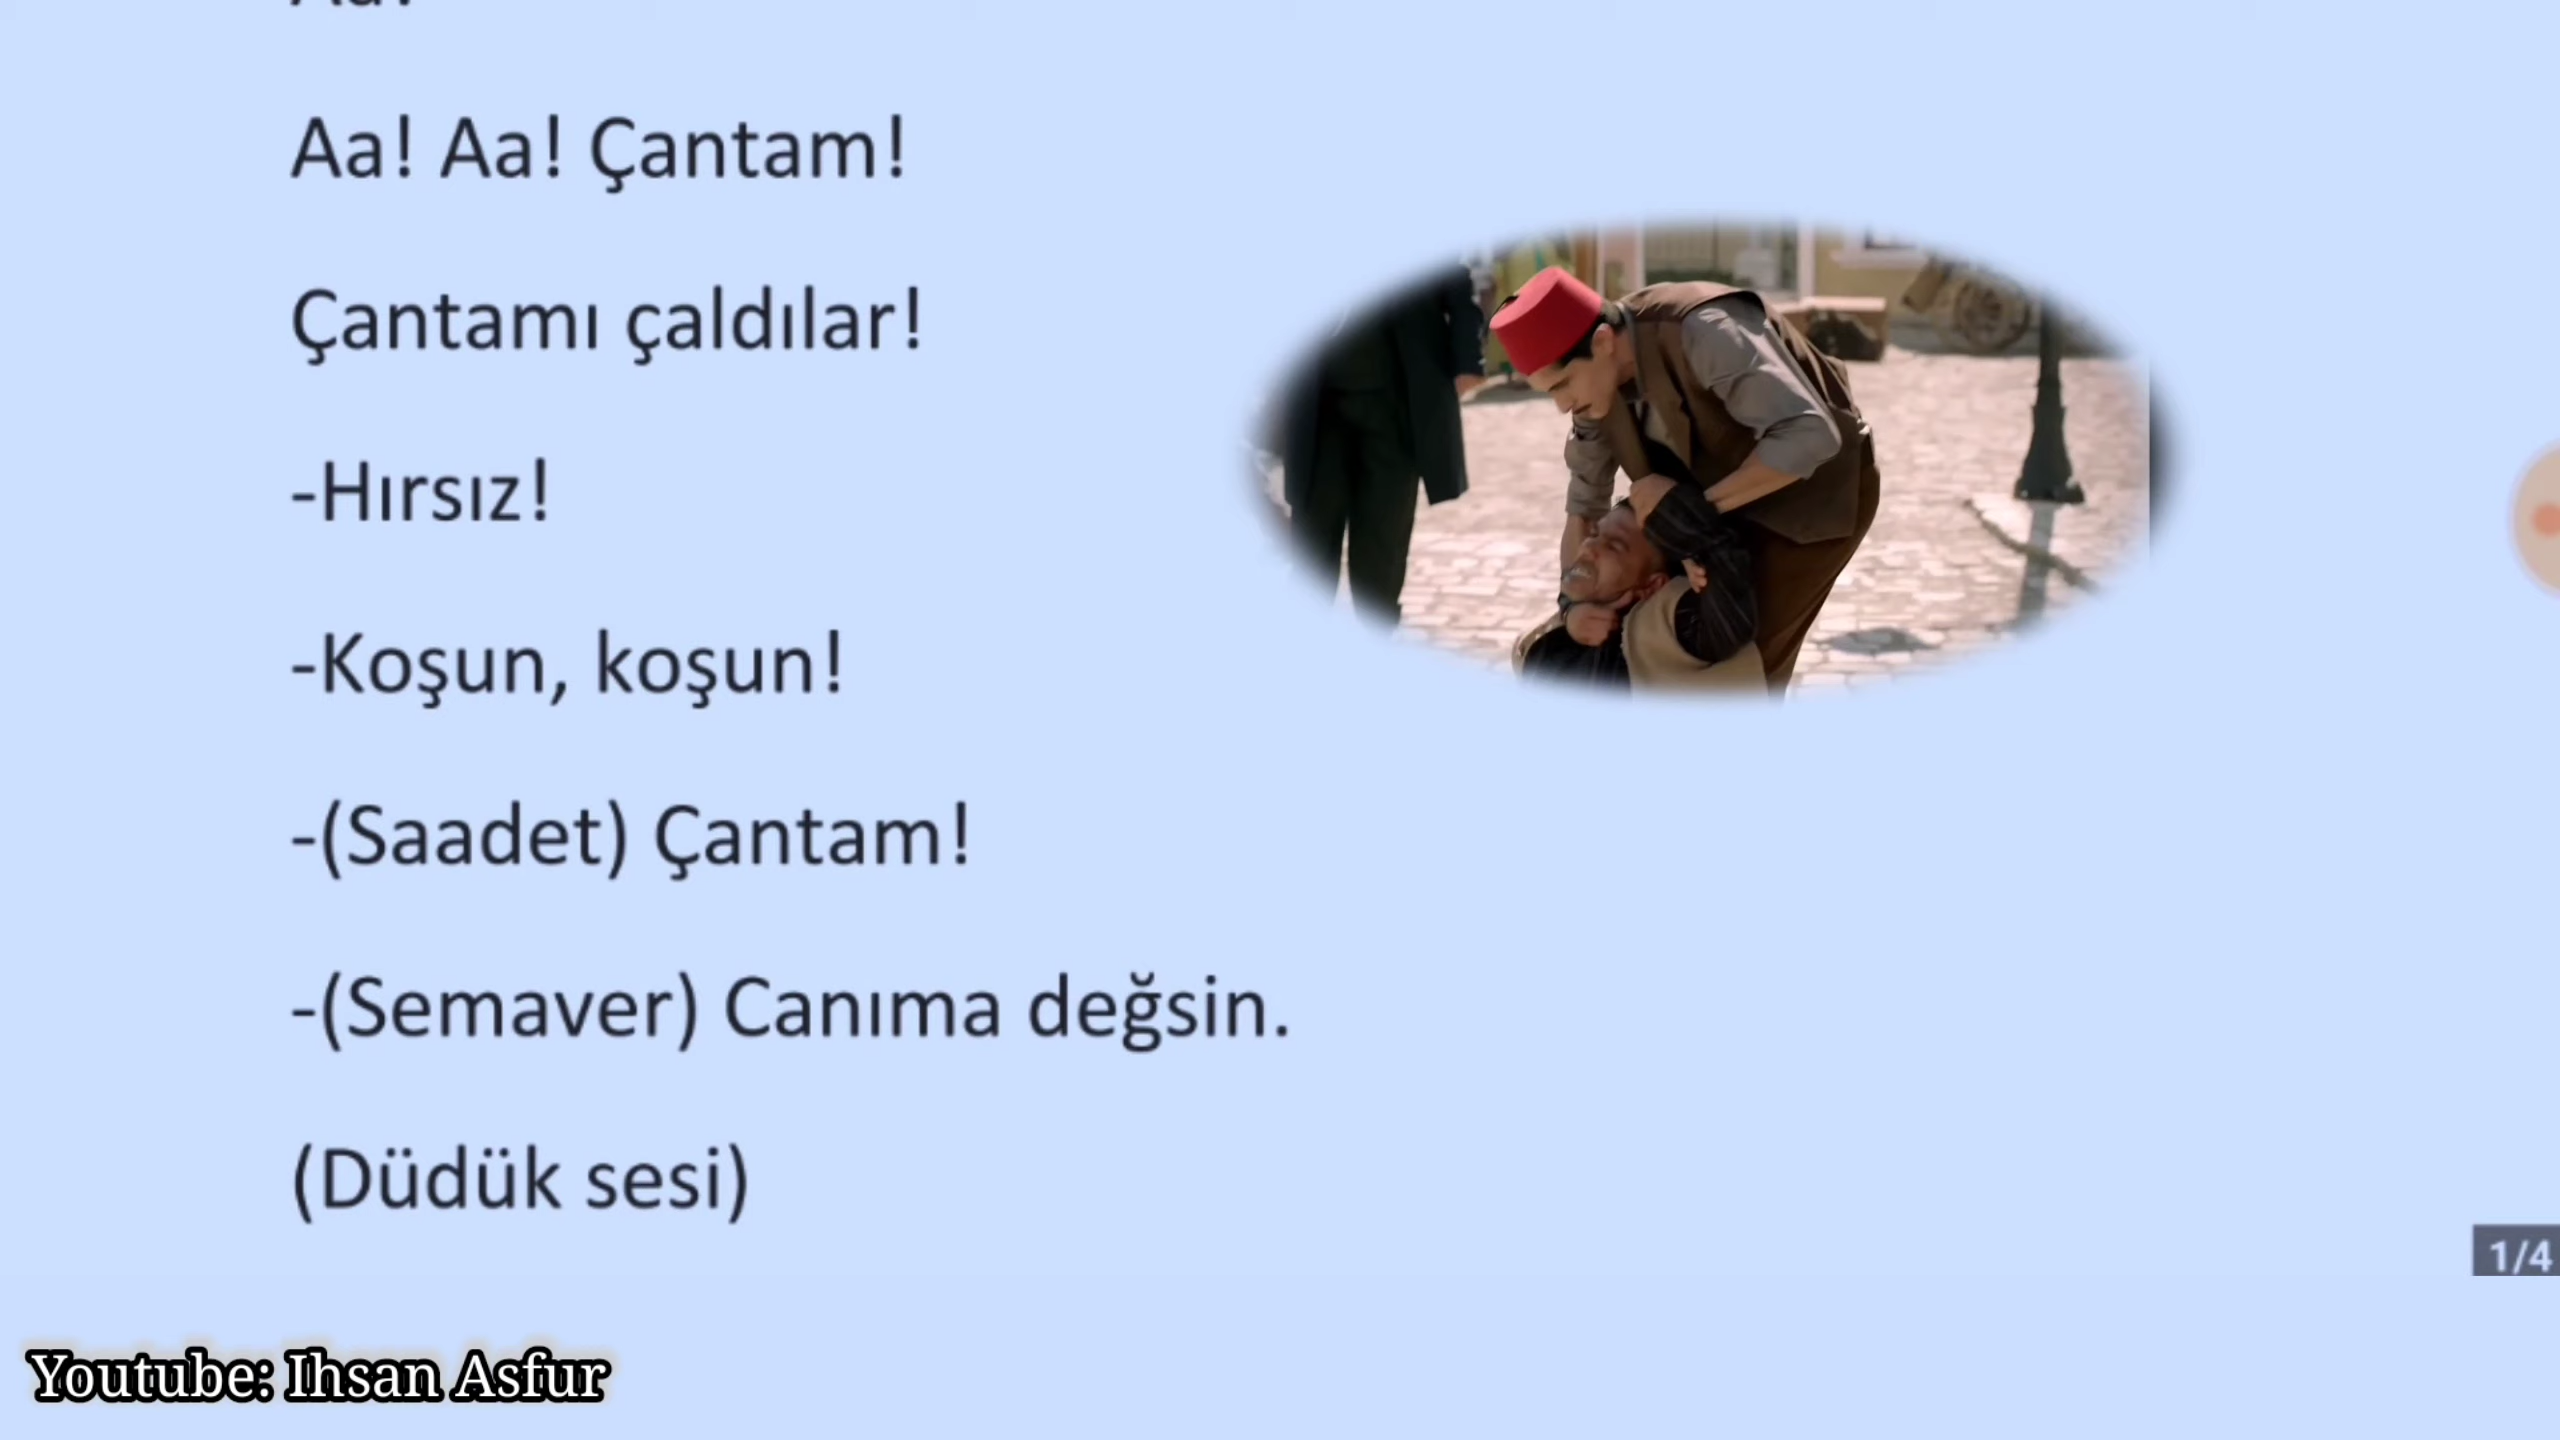 Aa! Aa! Çantam!
Çantamı çaldılar!
-Hırsız!
-Koşun, koşun!
-(Saadet) Çantam!
-(Semaver) Canıma değsin.
(Düdük sesi)
1/4
Youtube: Ihsan Asfur